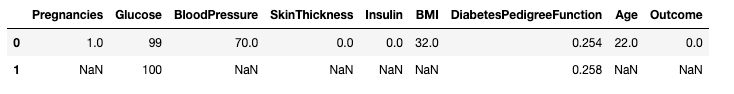 Pregnancies Glucose BloodPressure SkinThickness Insulin BMI DiabetesPedigreeFunction Age Outcome
0 1.0 99 70.0 0.0 0.0 32.0 0.254 22.0 0.0
1 NaN 100 NaN NaN NaN NaN 0.258 NaN NaN